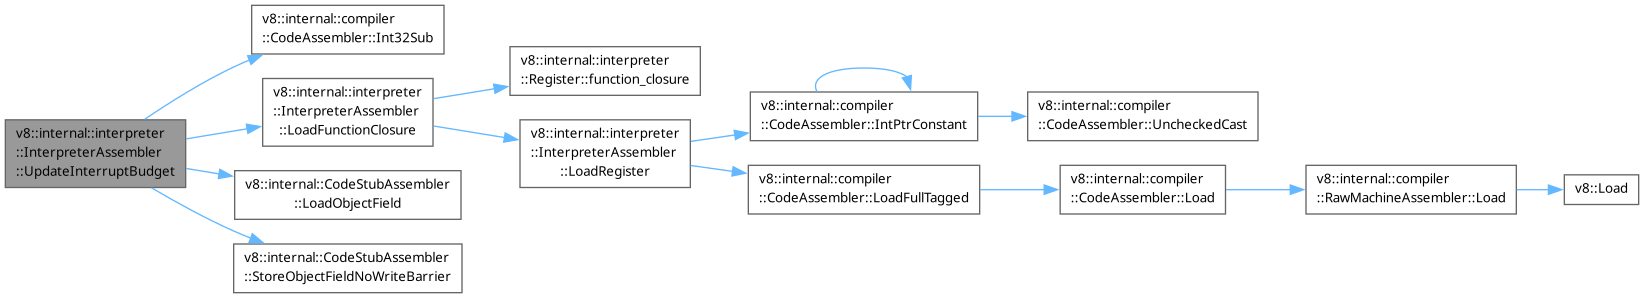 v8::internal::interpreter
::InterpreterAssembler
::UpdateInterruptBudget
v8::internal::compiler
::CodeAssembler::Int32Sub
v8::internal::interpreter
::InterpreterAssembler
::LoadFunctionClosure
v8::internal::CodeStubAssembler
::LoadObjectField
v8::internal::CodeStubAssembler
::StoreObjectFieldNoWriteBarrier
v8::internal::interpreter
::Register::function_closure
v8::internal::interpreter
::InterpreterAssembler
::LoadRegister
v8::internal::compiler
::CodeAssembler::IntPtrConstant
v8::internal::compiler
::CodeAssembler::LoadFullTagged
v8::internal::compiler
::CodeAssembler::UncheckedCast
v8::internal::compiler
::CodeAssembler::Load
v8::internal::compiler
::RawMachineAssembler::Load
v8::Load